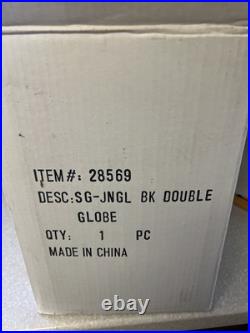 ITEM#: 28569
DESC:SG-JNGL BK DOUBLE
GLOBE
QTY: 1 PC
MADE IN CHINA